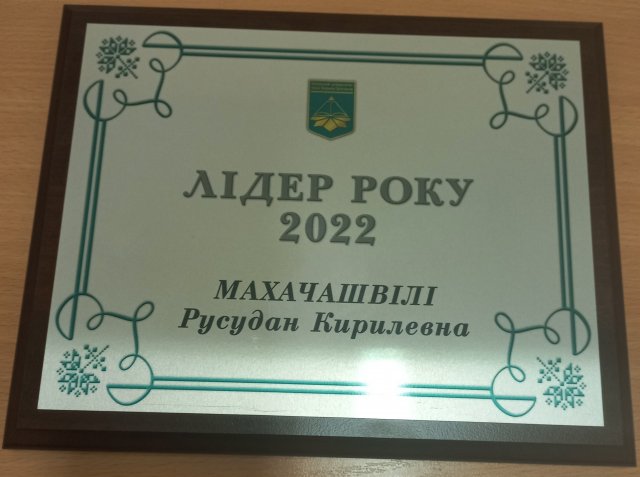 ЛІДЕР РОКУ
2022
МАХАЧАШВІЛІ
Русудан Кирилевна